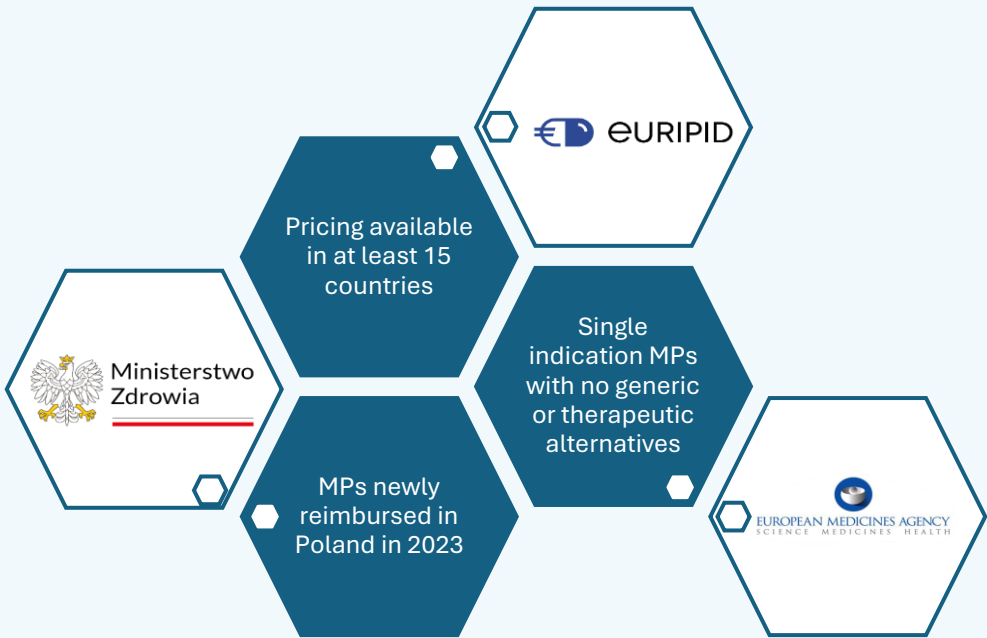 EURIPID
Pricing available
in at least 15
countries
Single
indication MPs
with no generic
or therapeutic
alternatives
Ministerstwo
Zdrowia
MPs newly
reimbursed in
Poland in 2023
EUROPEAN MEDICINES AGENCY
SCIENCE MEDICINES HEALTH